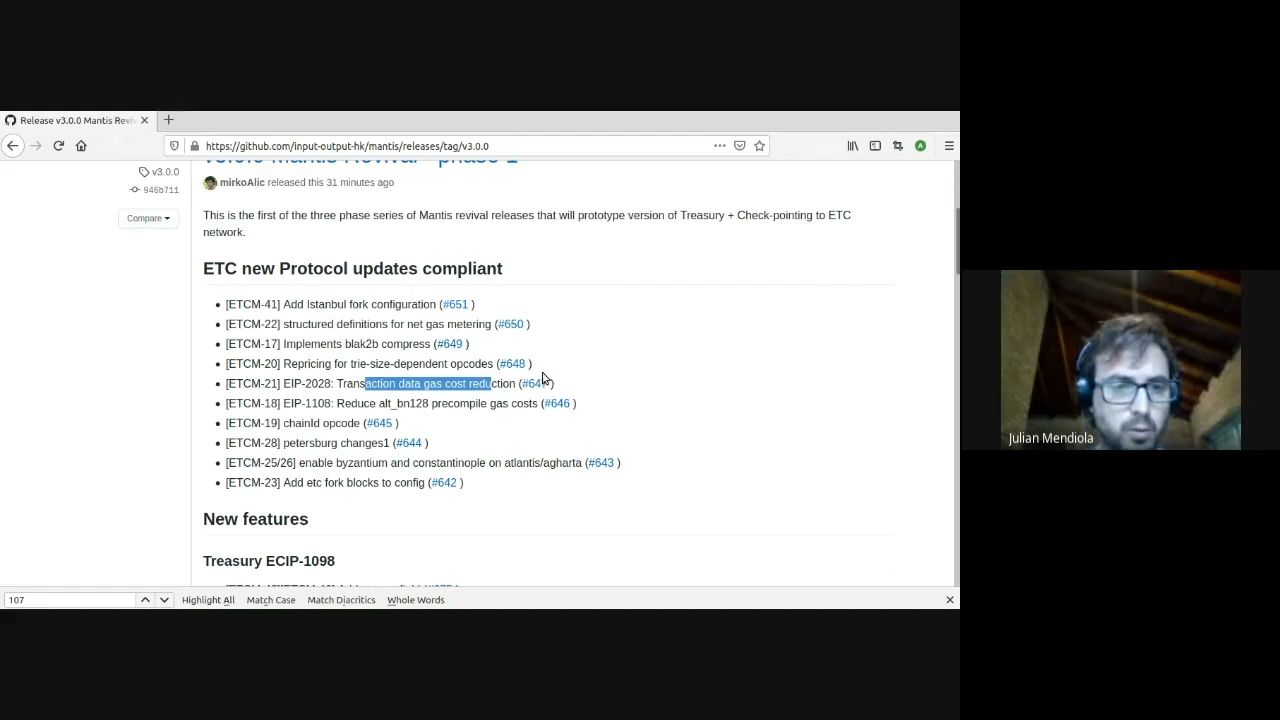 Release v3.0.0 Mantis Revi
https://github.com/input-output-hk/mantis/releases/tag/v3.0.0
v3.0.0 Mantis Revival - phase 1
v3.0.0
mirkoAlic released this 31 minutes ago
946b711
Compare
This is the first of the three phase series of Mantis revival releases that will prototype version of Treasury + Check-pointing to ETC
network.
ETC new Protocol updates compliant
[ETCM-41] Add Istanbul fork configuration (#651 )
[ETCM-22] structured definitions for net gas metering (#650 )
[ETCM-17] Implements blak2b compress (#649 )
[ETCM-20] Repricing for trie-size-dependent opcodes (#648 )
[ETCM-21] EIP-2028: Transaction data gas cost reduction (#647 )
[ETCM-18] EIP-1108: Reduce alt_bn128 precompile gas costs (#646 )
[ETCM-19] chainId opcode (#645 )
[ETCM-28] petersburg changes1 (#644 )
[ETCM-25/26] enable byzantium and constantinople on atlantis/agharta (#643 )
[ETCM-23] Add etc fork blocks to config (#642 )
New features
Treasury ECIP-1098
107
Highlight All
Match Case
Match Diacritics
Whole Words
Julian Mendiola